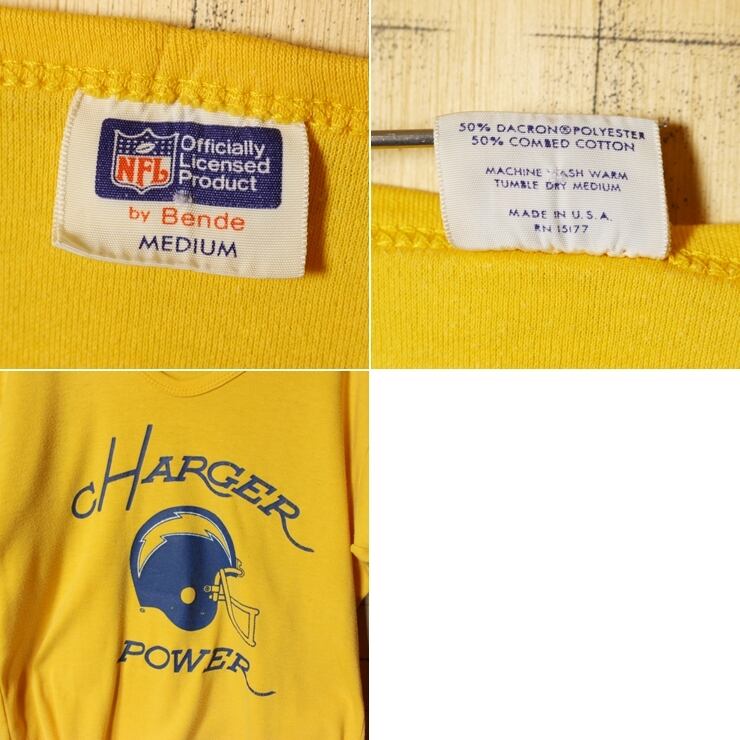 NFL
Officially
Licensed
Product
by Bende
MEDIUM
50% DACRON® POLYESTER
50% COMBED COTTON
MACHINE WASH WARM
TUMBLE DRY MEDIUM
MADE IN U.S.A.
RN 15177
CHARGER
POWER